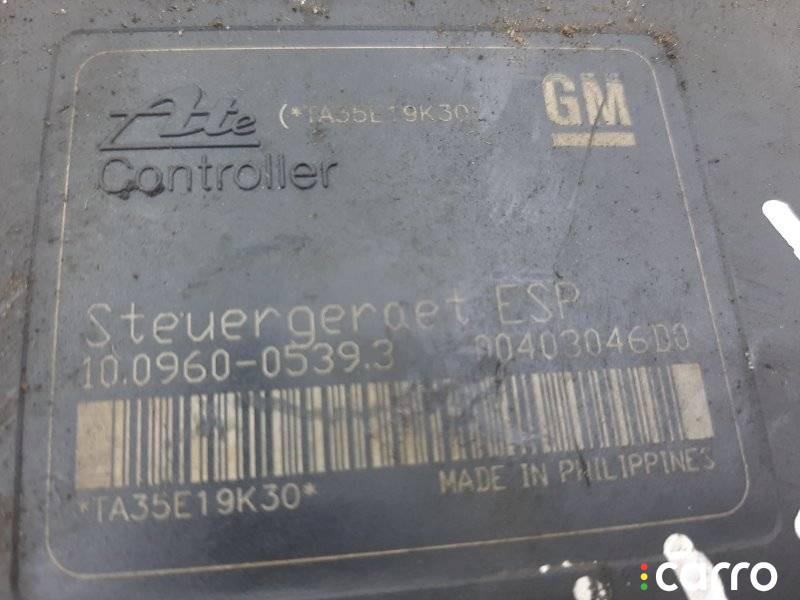 Ate (*TA35E19K30 GM
Controller
Steuergeraet ESP
10.0960-0539.3 00403046D0
*TA35E19K30* MADE IN PHILIPPINES
carro